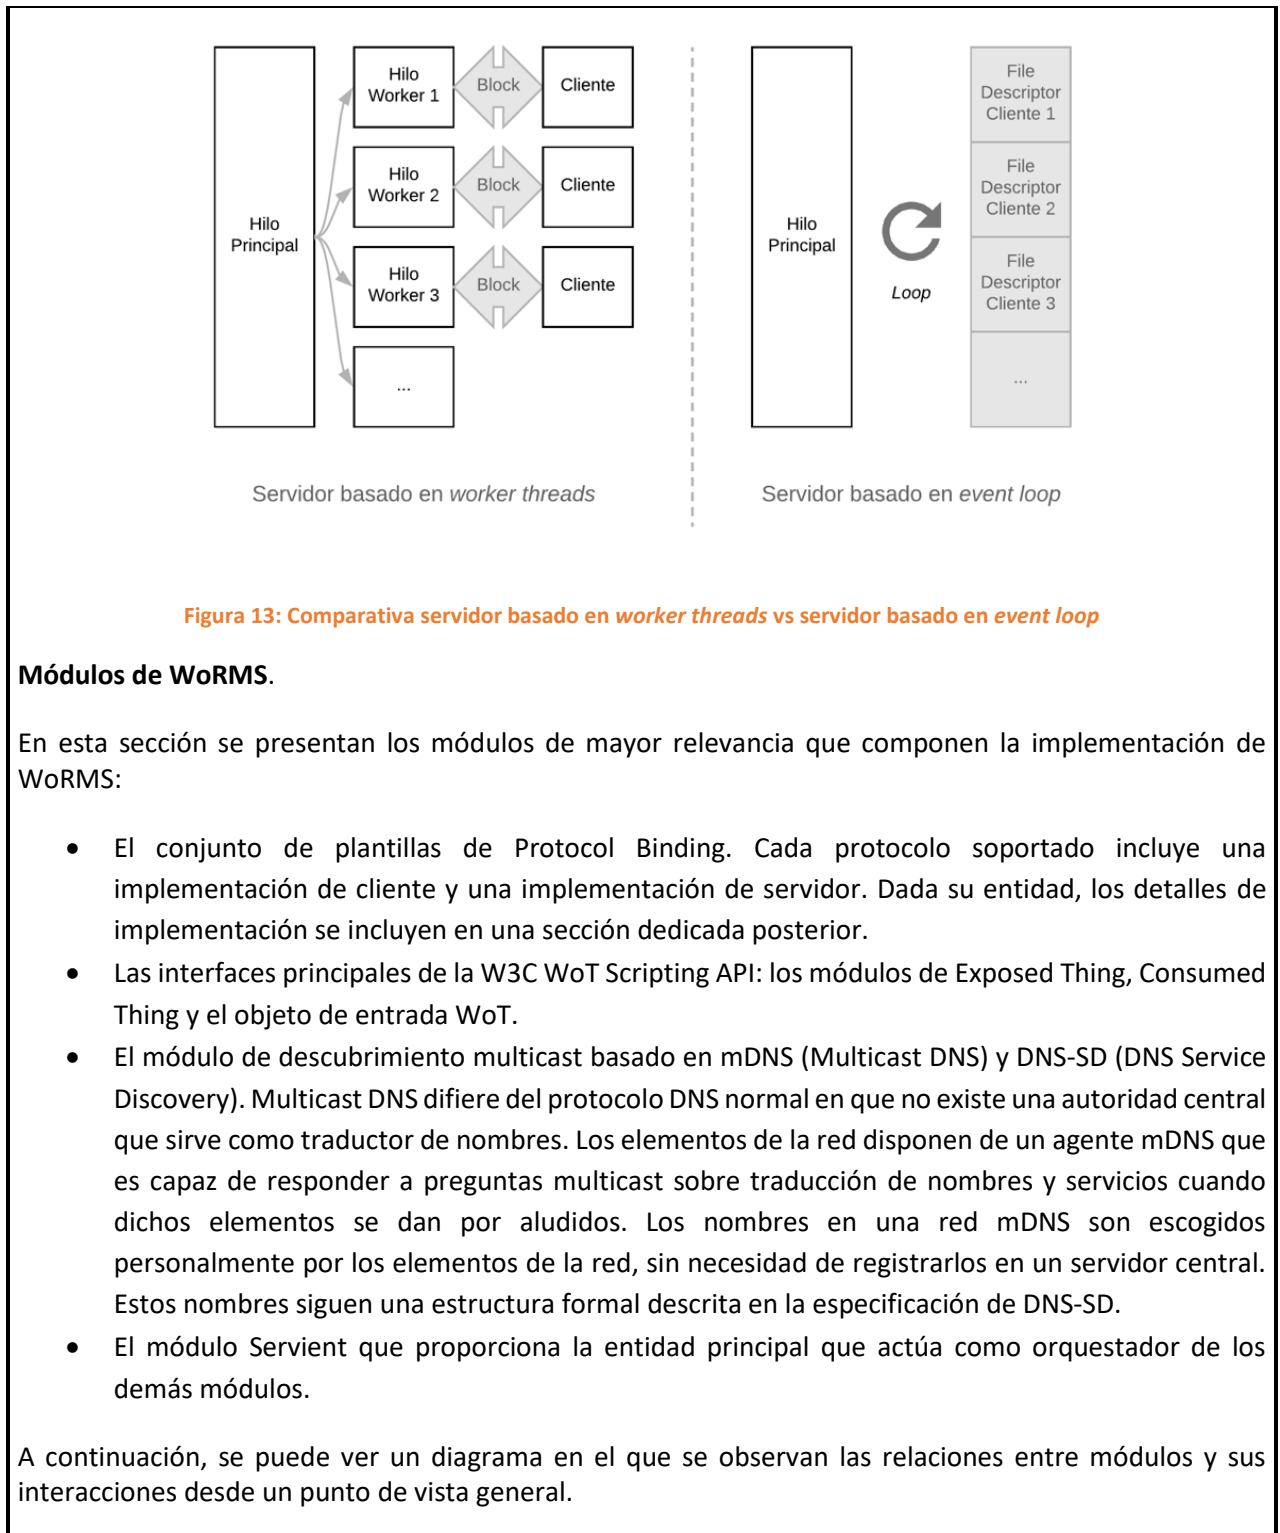 Hilo
Principal
Hilo
Worker 1
Block
Cliente
Hilo
Worker 2
Block
Cliente
Hilo
Worker 3
Block
Cliente
...
Servidor basado en worker threads
Hilo
Principal
Loop
File
Descriptor
Cliente 1
File
Descriptor
Cliente 2
File
Descriptor
Cliente 3
...
Servidor basado en event loop
Figura 13: Comparativa servidor basado en worker threads vs servidor basado en event loop
Módulos de WoRMS.
En esta sección se presentan los módulos de mayor relevancia que componen la implementación de
WoRMS:
• El conjunto de plantillas de Protocol Binding. Cada protocolo soportado incluye una
implementación de cliente y una implementación de servidor. Dada su entidad, los detalles de
implementación se incluyen en una sección dedicada posterior.
• Las interfaces principales de la W3C WoT Scripting API: los módulos de Exposed Thing, Consumed
Thing y el objeto de entrada WoT.
• El módulo de descubrimiento multicast basado en mDNS (Multicast DNS) y DNS-SD (DNS Service
Discovery). Multicast DNS difiere del protocolo DNS normal en que no existe una autoridad central
que sirve como traductor de nombres. Los elementos de la red disponen de un agente mDNS que
es capaz de responder a preguntas multicast sobre traducción de nombres y servicios cuando
dichos elementos se dan por aludidos. Los nombres en una red mDNS son escogidos
personalmente por los elementos de la red, sin necesidad de registrarlos en un servidor central.
Estos nombres siguen una estructura formal descrita en la especificación de DNS-SD.
• El módulo Servient que proporciona la entidad principal que actúa como orquestador de los
demás módulos.
A continuación, se puede ver un diagrama en el que se observan las relaciones entre módulos y sus
interacciones desde un punto de vista general.